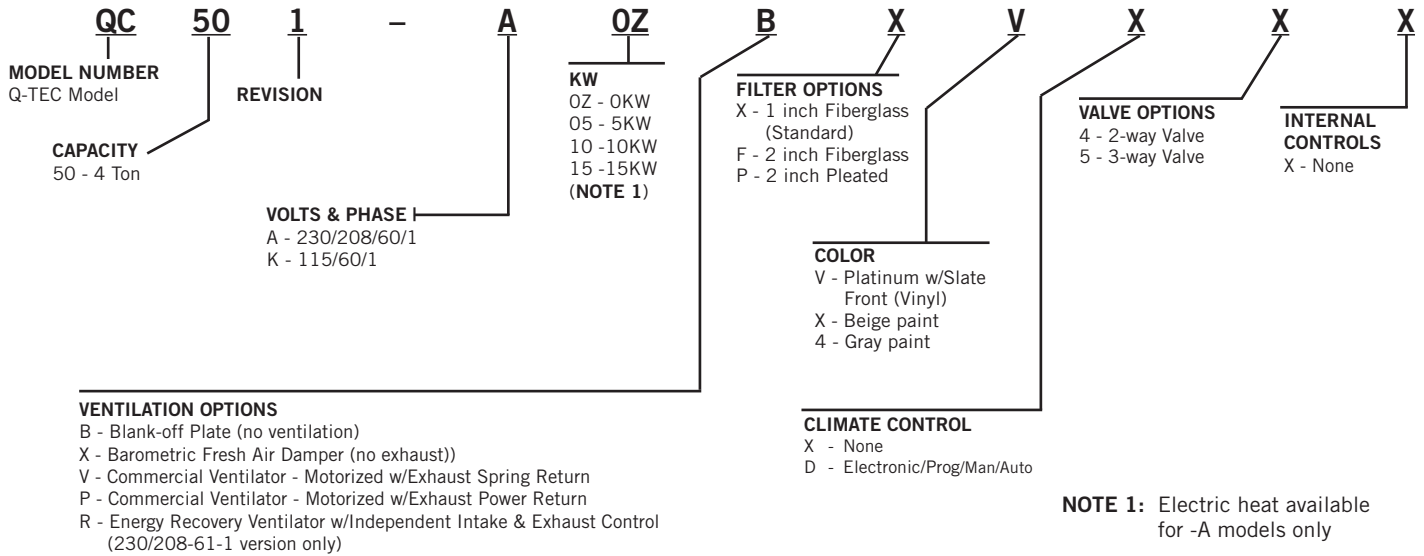 QC 50 1 – A 0Z B X V X X X
MODEL NUMBER
Q-TEC Model
REVISION
CAPACITY
50 - 4 Ton
VOLTS & PHASE
A - 230/208/60/1
K - 115/60/1
KW
0Z - 0KW
05 - 5KW
10 -10KW
15 -15KW
(NOTE 1)
FILTER OPTIONS
X - 1 inch Fiberglass
(Standard)
F - 2 inch Fiberglass
P - 2 inch Pleated
VALVE OPTIONS
4 - 2-way Valve
5 - 3-way Valve
INTERNAL
CONTROLS
X - None
COLOR
V - Platinum w/Slate
Front (Vinyl)
X - Beige paint
4 - Gray paint
VENTILATION OPTIONS
B - Blank-off Plate (no ventilation)
X - Barometric Fresh Air Damper (no exhaust))
V - Commercial Ventilator - Motorized w/Exhaust Spring Return
P - Commercial Ventilator - Motorized w/Exhaust Power Return
R - Energy Recovery Ventilator w/Independent Intake & Exhaust Control
(230/208-61-1 version only)
CLIMATE CONTROL
X - None
D - Electronic/Prog/Man/Auto
NOTE 1: Electric heat available
for -A models only